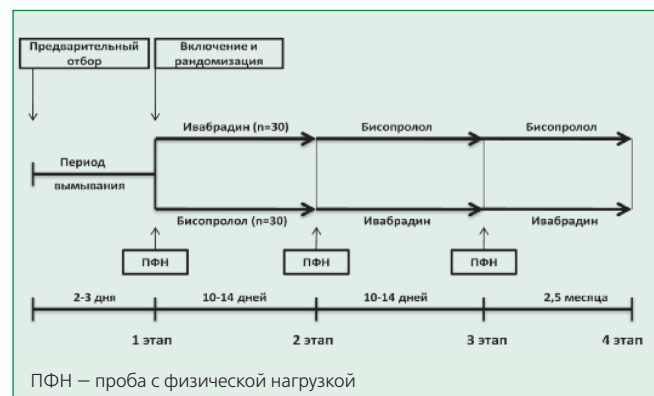 Предварительный
отбор
Включение и
рандомизация
Ивабрадин (n=30)
Бисопролол
Бисопролол
Период
вымывания
Бисопролол (n=30)
Ивабрадин
Ивабрадин
ПФН
ПФН
ПФН
2-3 дня
10-14 дней
10-14 дней
2,5 месяца
1 этап
2 этап
3 этап
4 этап
ПФН – проба с физической нагрузкой